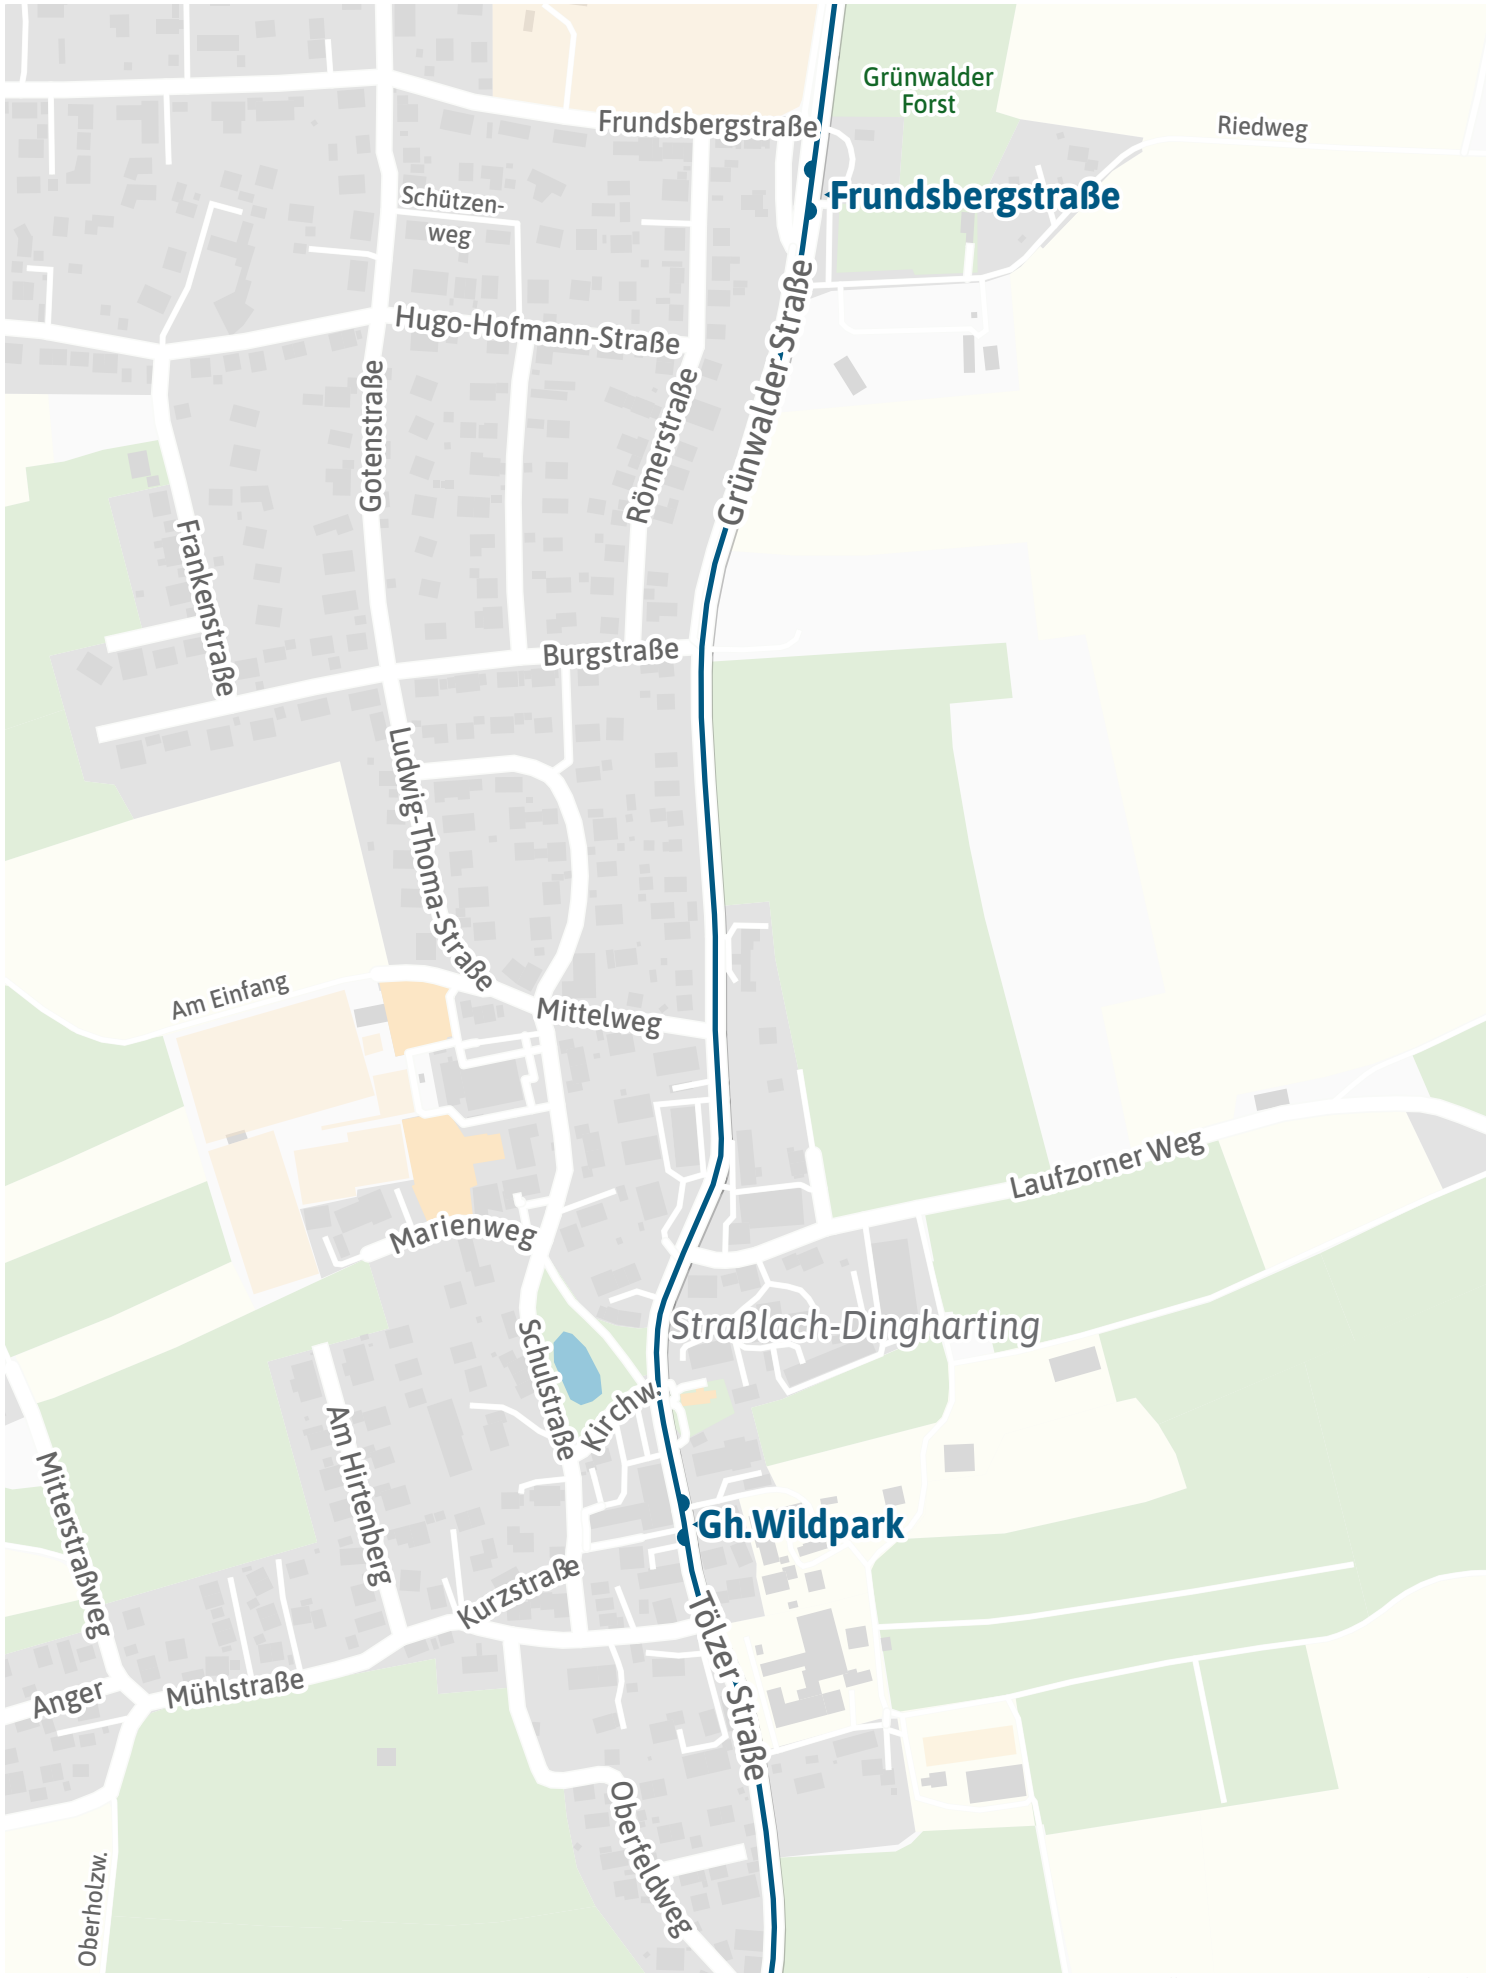 Grünwalder
Forst
Frundsbergstraße
Riedweg
Frundsbergstraße
Schützen-
weg
Hugo-Hofmann-Straße
Grünwalder Straße
Gotenstraße
Römerstraße
Frankenstraße
Burgstraße
Ludwig-Thoma-Straße
Am Einfang
Mittelweg
Laufzorner Weg
Marienweg
Straßlach-Dingharting
Schulstraße
Kirchw.
Am Hirtenberg
Mitterstraßweg
Gh.Wildpark
Kurzstraße
Tölzer Straße
Anger
Mühlstraße
Oberfeldweg
Oberholzw.